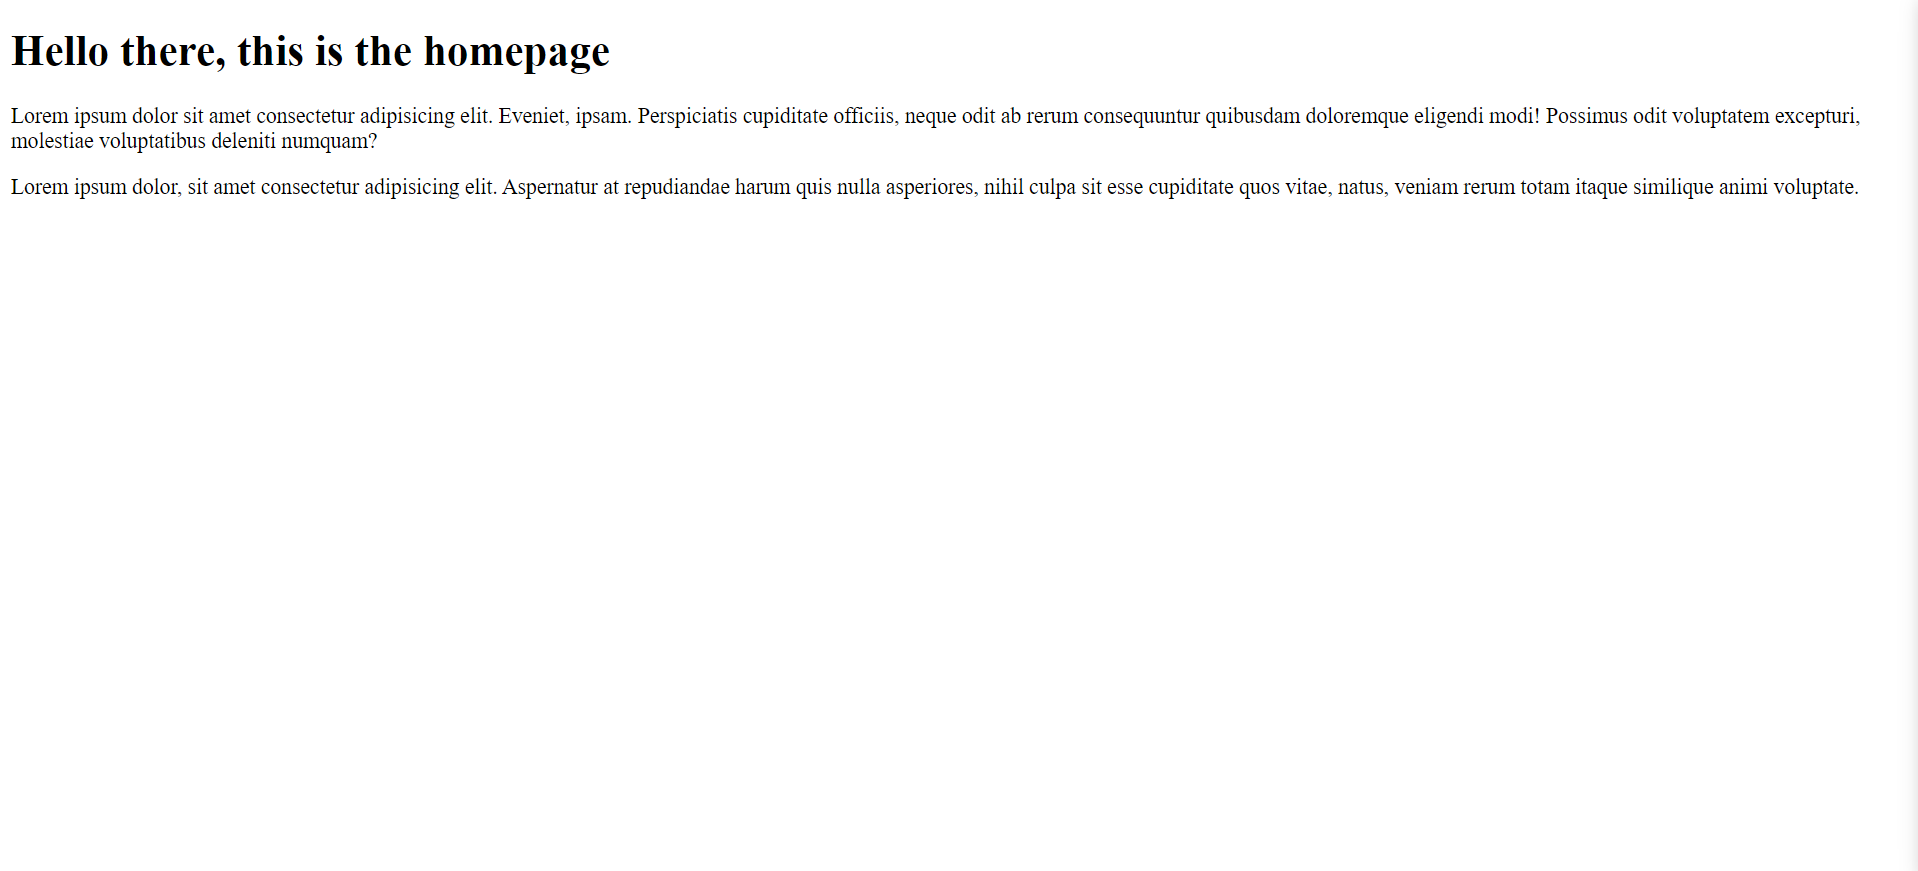 Hello there, this is the homepage
Lorem ipsum dolor sit amet consectetur adipisicing elit. Eveniet, ipsam. Perspiciatis cupiditate officiis, neque odit ab rerum consequuntur quibusdam doloremque eligendi modi! Possimus odit voluptatem excepturi,
molestiae voluptatibus deleniti numquam?
Lorem ipsum dolor, sit amet consectetur adipisicing elit. Aspernatur at repudiandae harum quis nulla asperiores, nihil culpa sit esse cupiditate quos vitae, natus, veniam rerum totam itaque similique animi voluptate.